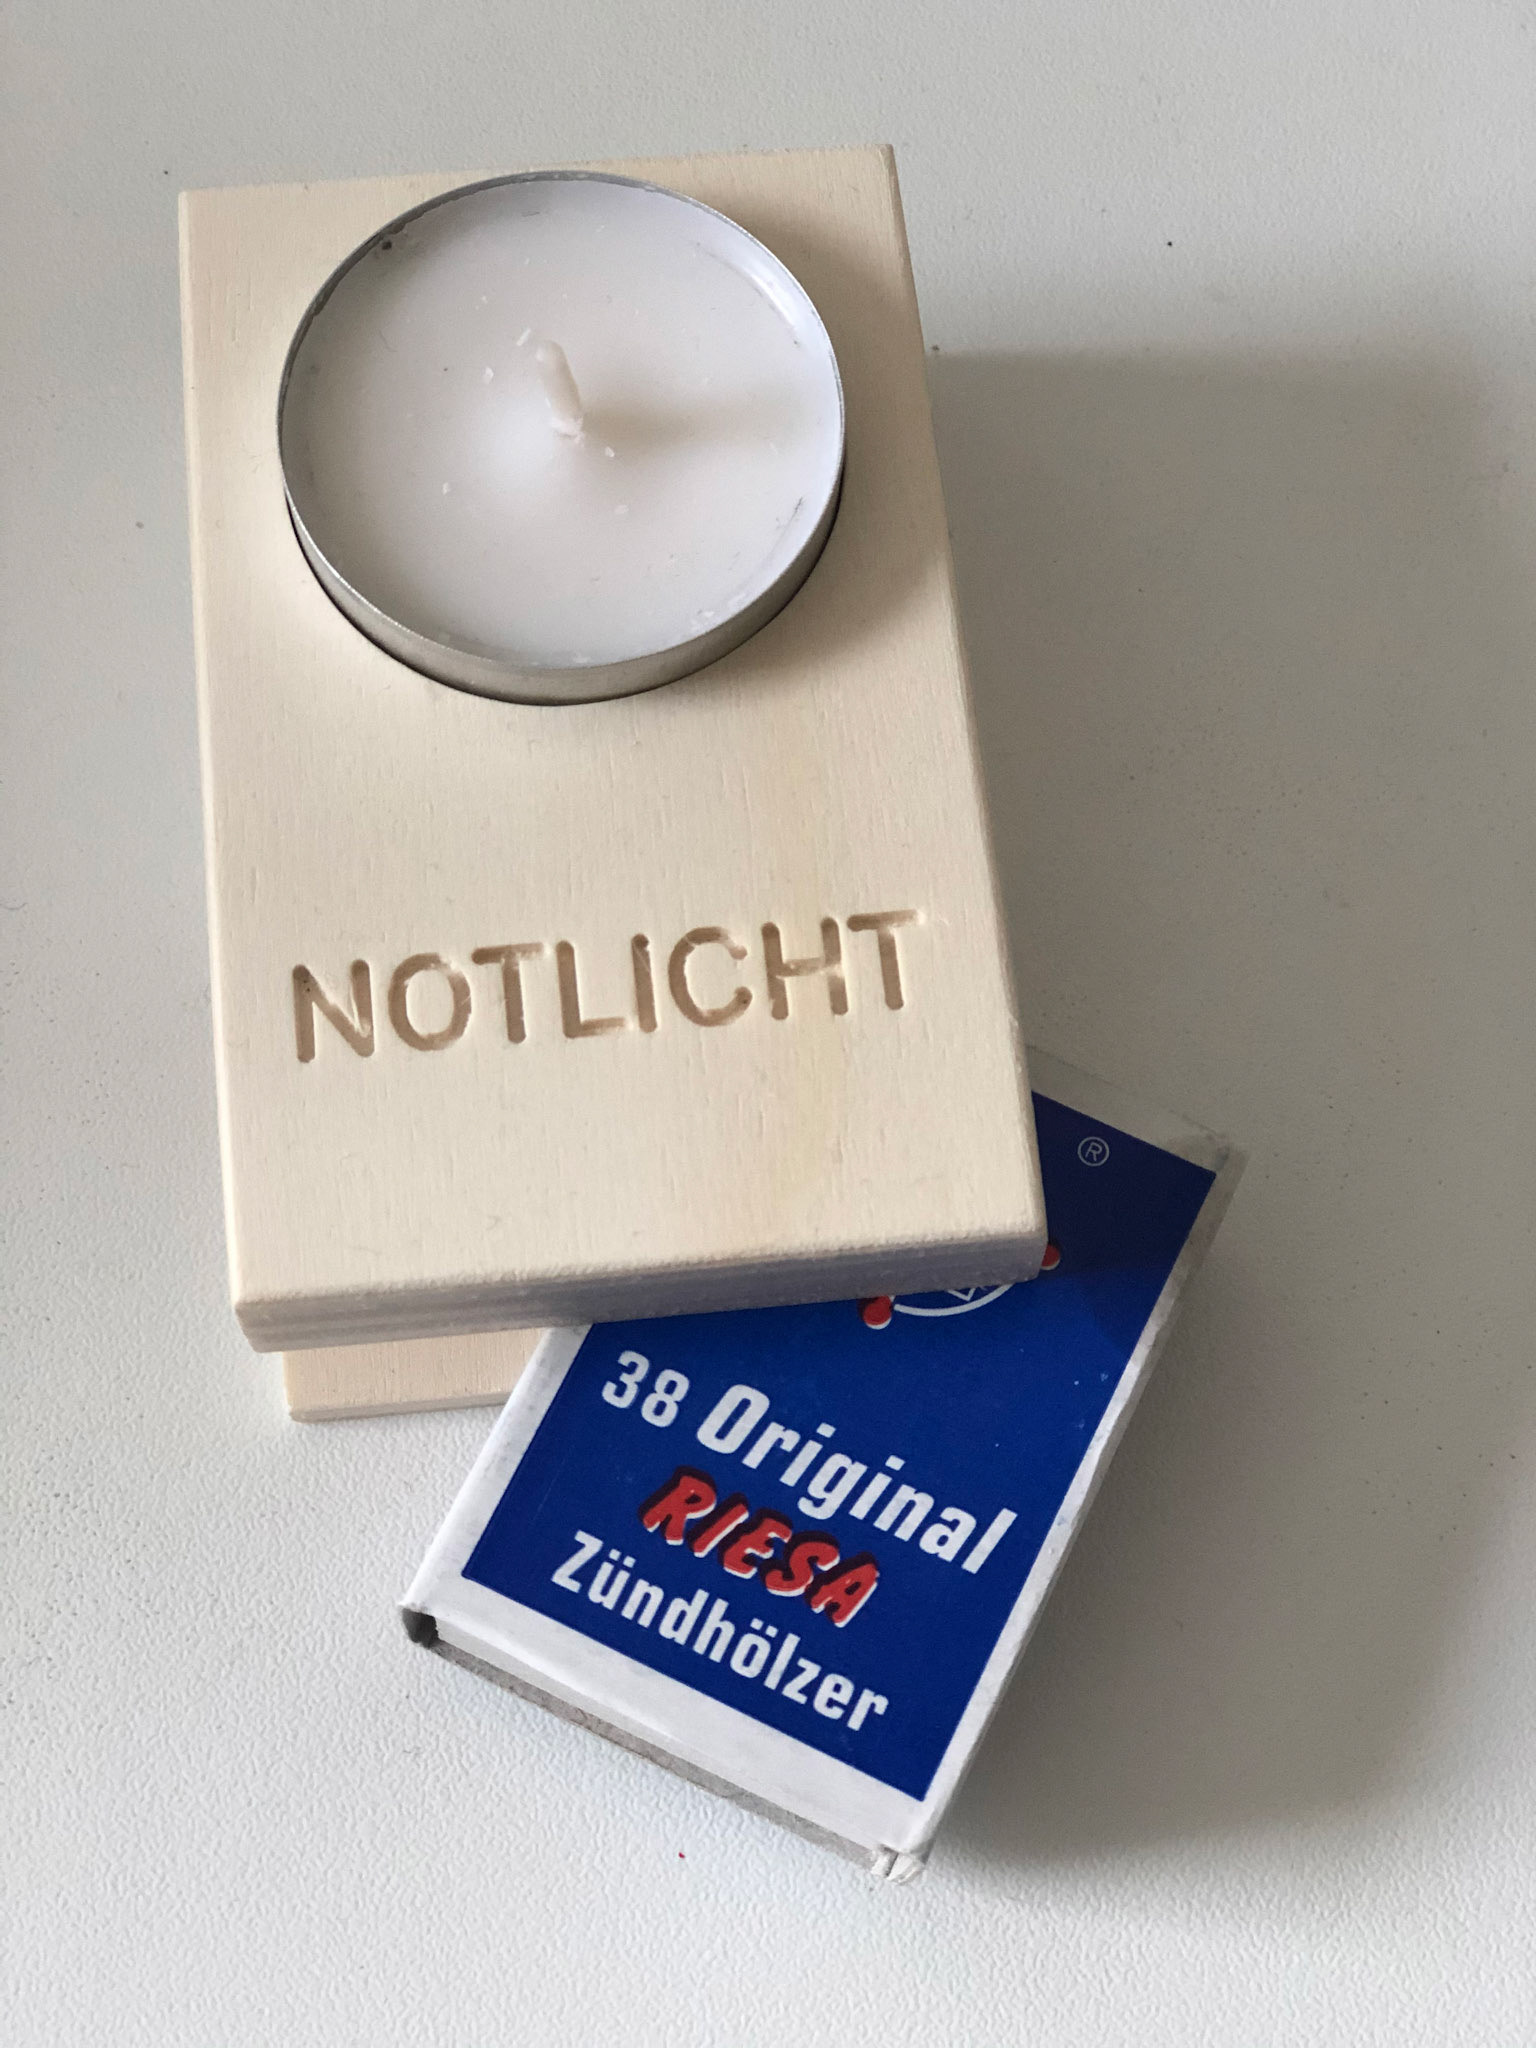 NOTLICHT
®
38 Original
RIESA
Zündhölzer